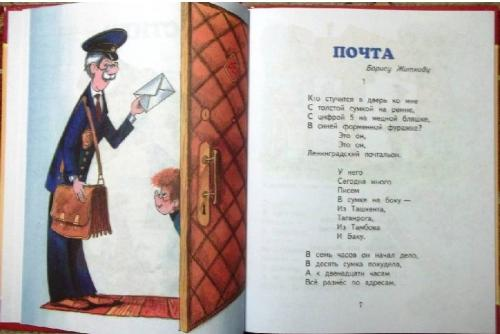 ПОЧТА
Борису Житкову
1
Кто стучится в дверь ко мне
С толстой сумкой на ремне,
С цифрой 5 на медной бляшке,
В синей форменной фуражке?
Это он,
Это он,
Ленинградский почтальон.
У него
Сегодня много
Писем
В сумке на боку —
Из Ташкента,
Таганрога,
Из Тамбова
И Баку.
В семь часов он начал дело,
В десять сумка похудела,
А к двенадцати часам
Всё разнёс по адресам.
7